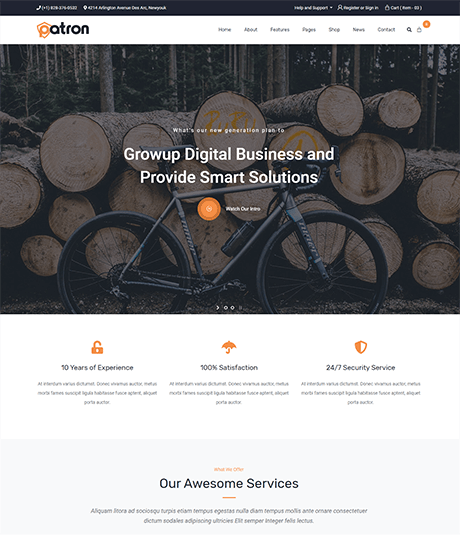 (+1) 828-376-0533 4214 Arlington Avenue Des Arc, Newyouk Help and Support Register or Sign in Cart ( Item - 03 )
patron Home About Features Pages Shop News Contact
What's our new generation plan to
Growup Digital Business and
Provide Smart Solutions
Watch Our Intro
10 Years of Experience 100% Satisfaction 24/7 Security Service
At interdum varius dictumst. Donec vivamus auctor, metus At interdum varius dictumst. Donec vivamus auctor, metus At interdum varius dictumst. Donec vivamus auctor, metus
morbi fames suscipit ligula habitasse fusce aptent, aliquet morbi fames suscipit ligula habitasse fusce aptent, aliquet morbi fames suscipit ligula habitasse fusce aptent, aliquet
porta auctor. porta auctor. porta auctor.
What We Offer
Our Awesome Services
Aliquam litora ad sociosqu turpis etiam tempus egestas nulla diam tempus mollis ante ornare consectetuer
dictum sodales adipiscing ultricies Elit semper Integer felis lectus.